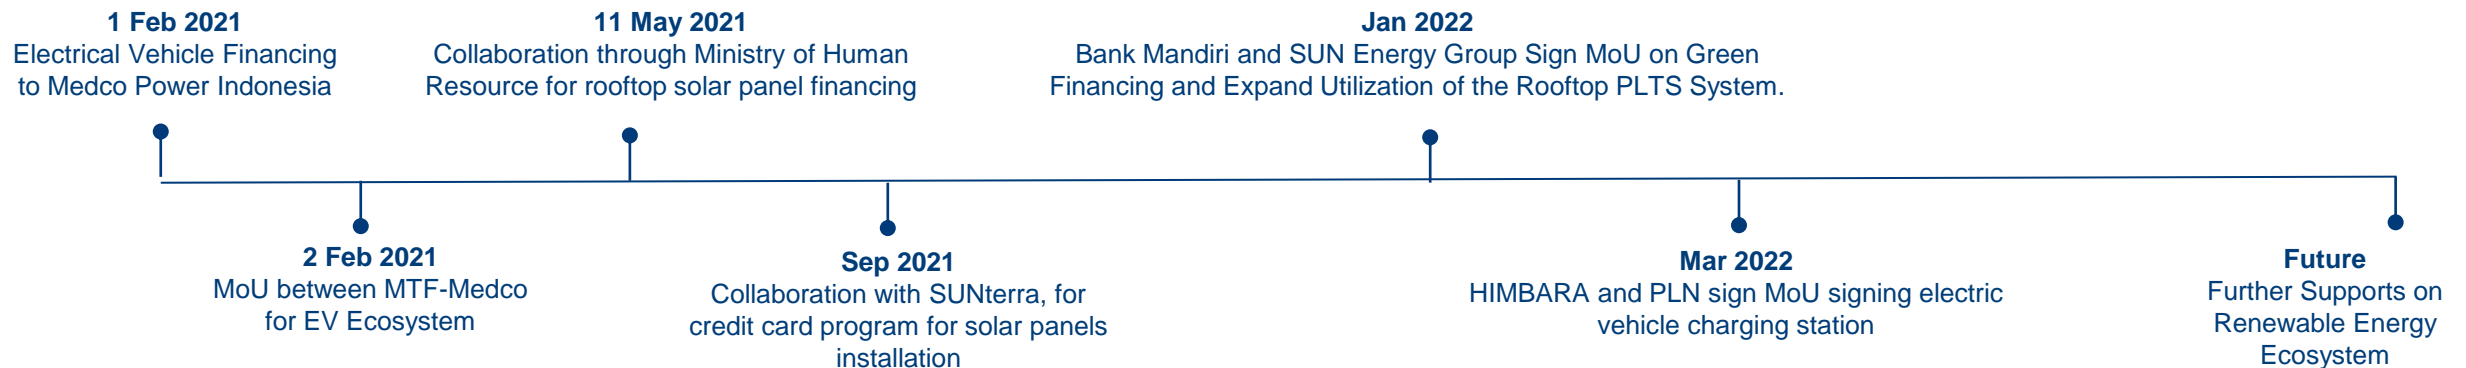 1 Feb 2021
Electrical Vehicle Financing
to Medco Power Indonesia
11 May 2021
Collaboration through Ministry of Human
Resource for rooftop solar panel financing
Jan 2022
Bank Mandiri and SUN Energy Group Sign MoU on Green
Financing and Expand Utilization of the Rooftop PLTS System.
2 Feb 2021
MoU between MTF-Medco
for EV Ecosystem
Sep 2021
Collaboration with SUNterra, for
credit card program for solar panels
installation
Mar 2022
HIMBARA and PLN sign MoU signing electric
vehicle charging station
Future
Further Supports on
Renewable Energy
Ecosystem